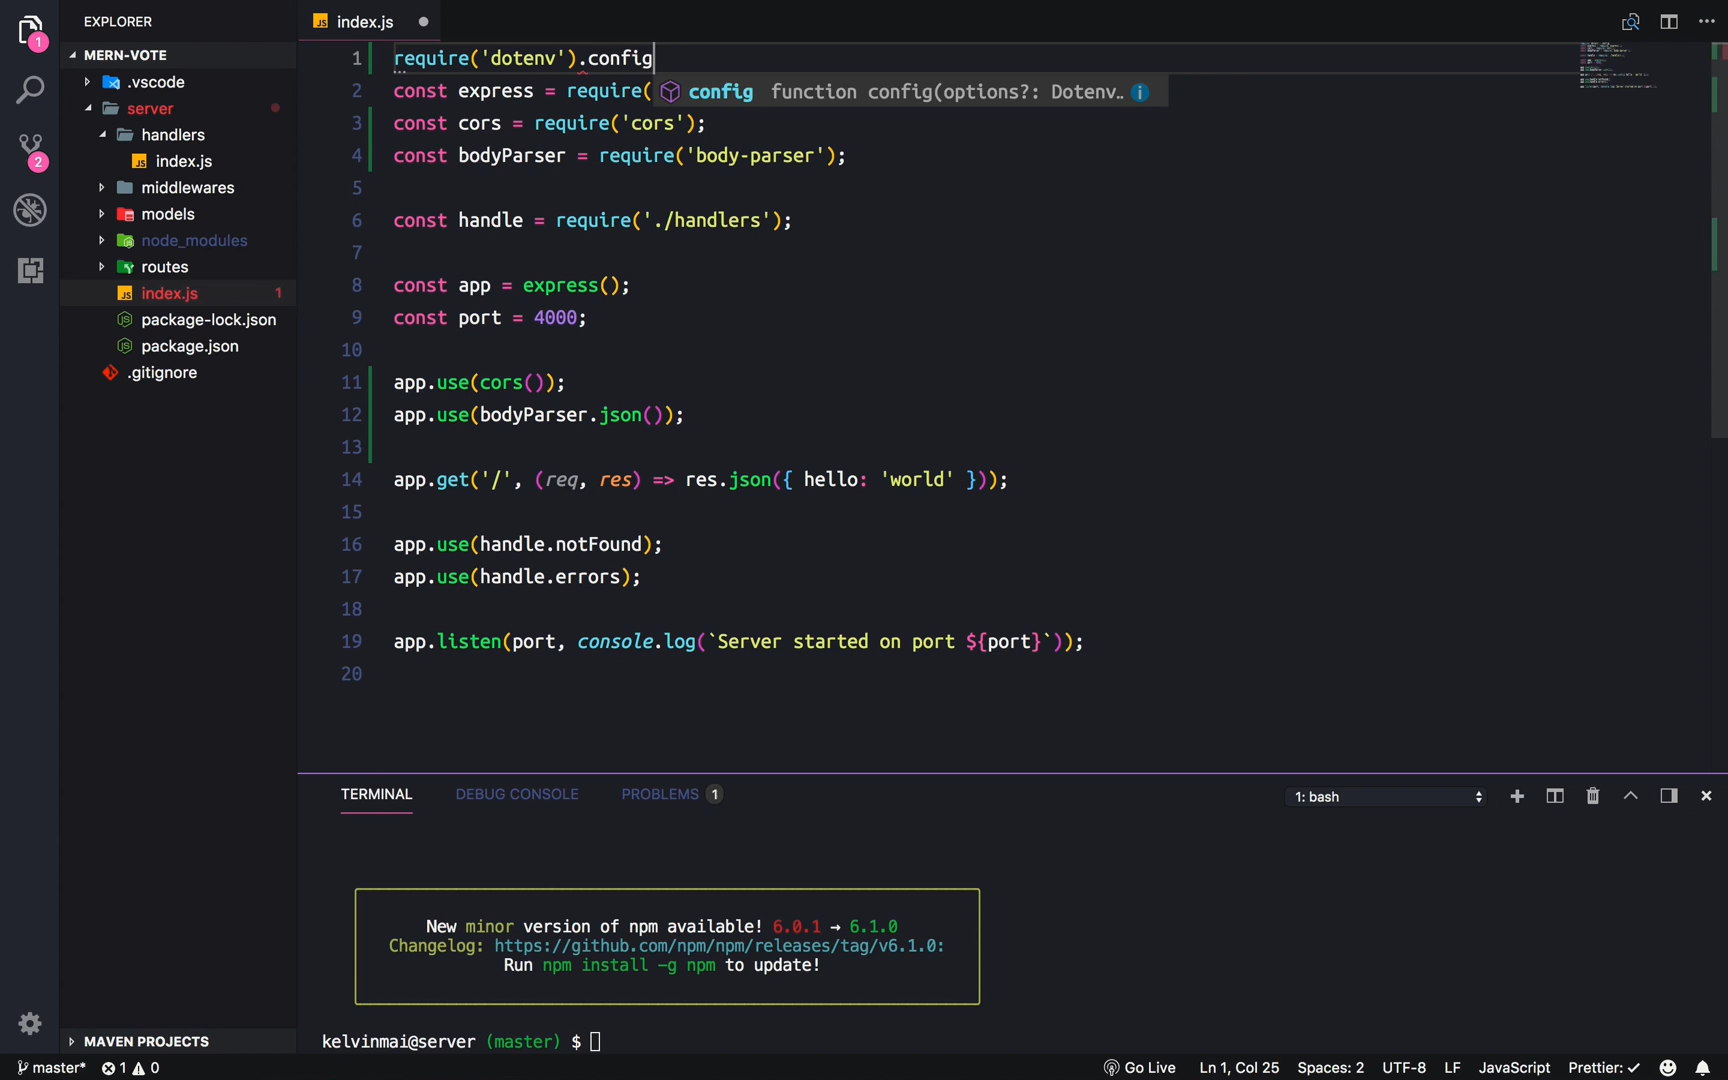 EXPLORER
MERN-VOTE
.vscode
server
handlers
JS index.js
middlewares
models
node_modules
routes
JS index.js 1
package-lock.json
package.json
.gitignore
MAVEN PROJECTS
1
2
JS index.js
1 require('dotenv').config
2 const express = require(
config function config(options?: Dotenv..
3 const cors = require('cors');
4 const bodyParser = require('body-parser');
5
6 const handle = require('./handlers');
7
8 const app = express();
9 const port = 4000;
10
11 app.use(cors());
12 app.use(bodyParser.json());
13
14 app.get('/', (req, res) => res.json({ hello: 'world' }));
15
16 app.use(handle.notFound);
17 app.use(handle.errors);
18
19 app.listen(port, console.log(`Server started on port ${port}`));
20
TERMINAL DEBUG CONSOLE PROBLEMS 1
1: bash
New minor version of npm available! 6.0.1 → 6.1.0
Changelog: https://github.com/npm/npm/releases/tag/v6.1.0:
Run npm install -g npm to update!
kelvinmai@server (master) $
master* 1 0 Go Live Ln 1, Col 25 Spaces: 2 UTF-8 LF JavaScript Prettier: ✓